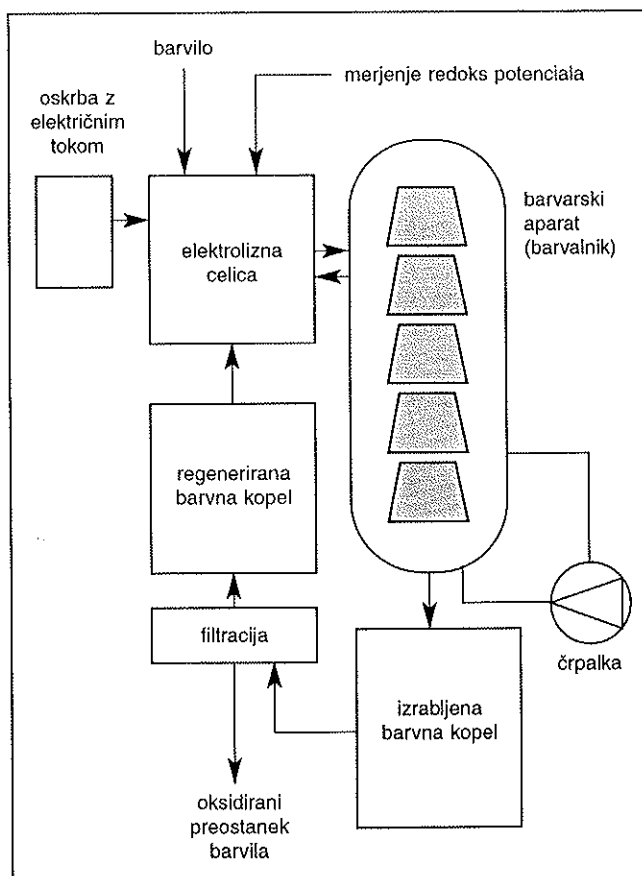 barvilo
merjenje redoks potenciala
oskrba z
električnim
tokom
elektrolizna
celica
barvarski
aparat
(barvalnik)
regenerirana
barvna kopel
filtracija
črpalka
izrabljena
barvna kopel
oksidirani
preostanek
barvila